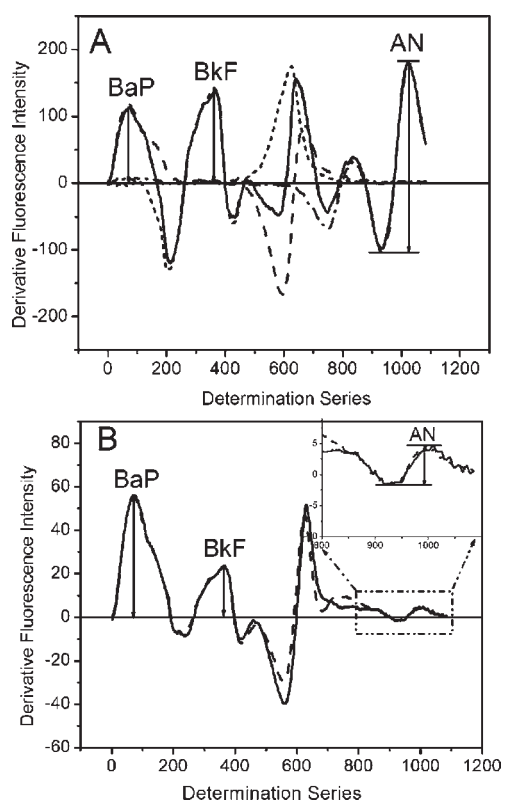 A
200
100
0
-100
-200
Derivative Fluorescence Intensity
BaP
BkF
AN
0 200 400 600 800 1000 1200
Determination Series
B
80
60
40
20
0
-20
-40
-60
Derivative Fluorescence Intensity
BaP
BkF
AN
5
0
-5
800 900 1000
0 200 400 600 800 1000 1200
Determination Series